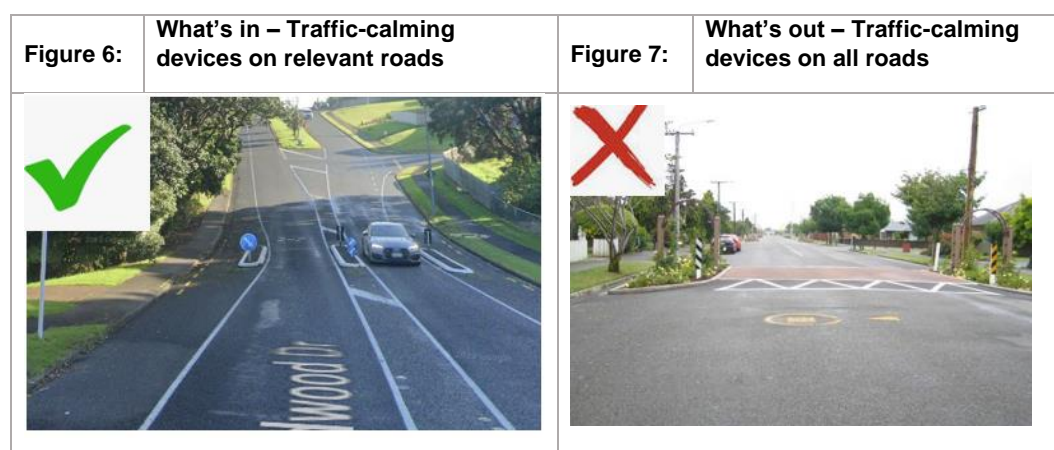 Figure 6:
What’s in – Traffic-calming
devices on relevant roads
Figure 7:
What’s out – Traffic-calming
devices on all roads
wood Dr